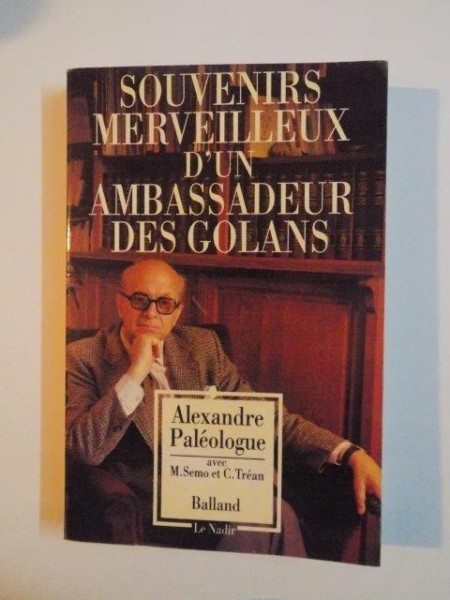 SOUVENIRS
MERVEILLEUX
D'UN
AMBASSADEUR
DES GOLANS
Alexandre
Paléologue
avec
M. Semo et C. Tréan
Balland
Le Nadir